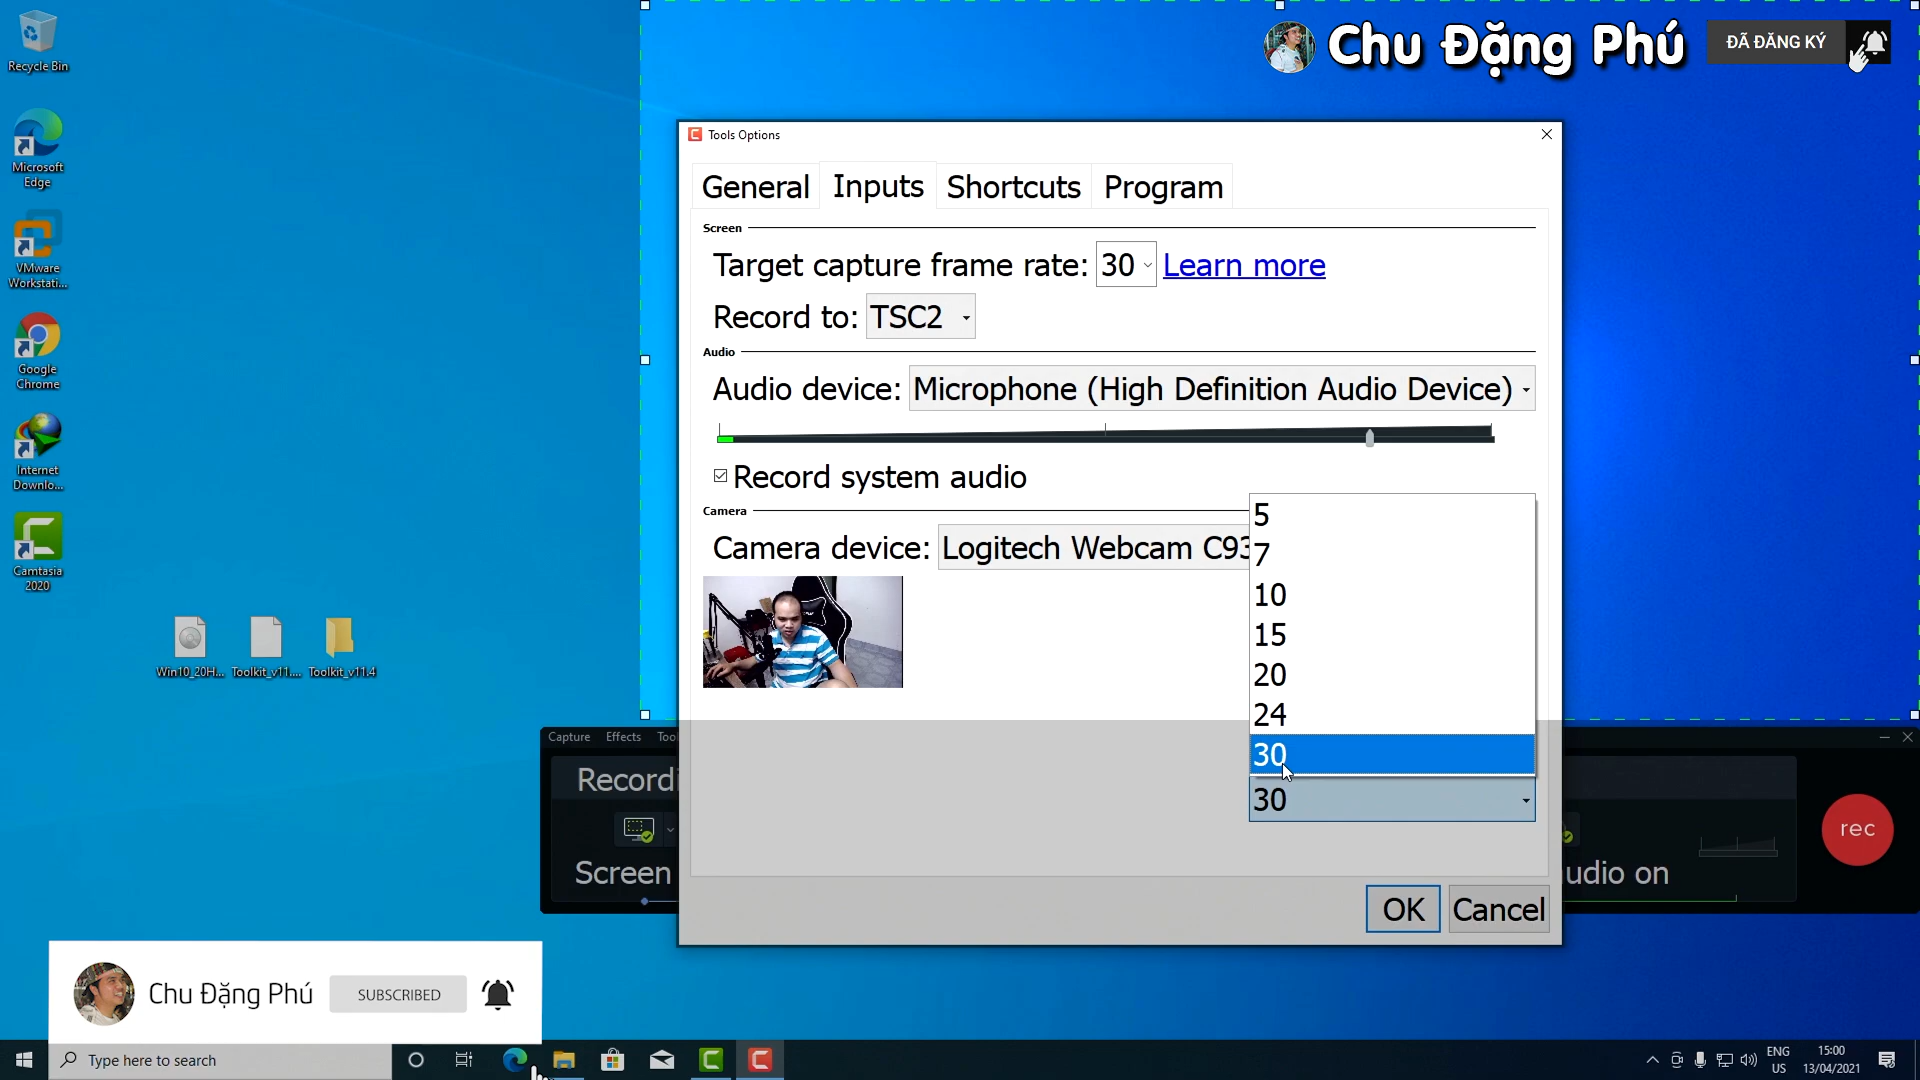 Recycle Bin
Microsoft
Edge
VMware
Workstati...
Google
Chrome
Internet
Downlo...
Camtasia
2020
Win10_20H...
Toolkit_v11....
Toolkit_v11.4
Chu Đặng Phú
ĐÃ ĐĂNG KÝ
Tools Options
General
Inputs
Shortcuts
Program
Screen
Target capture frame rate: 30 Learn more
Record to: TSC2
Audio
Audio device: Microphone (High Definition Audio Device)
Record system audio
Camera
Camera device: Logitech Webcam C93
5
7
10
15
20
24
30
30
OK
Cancel
Capture
Effects
Recordi
Screen
udio on
rec
Chu Đặng Phú
SUBSCRIBED
Type here to search
ENG
US
15:00
13/04/2021